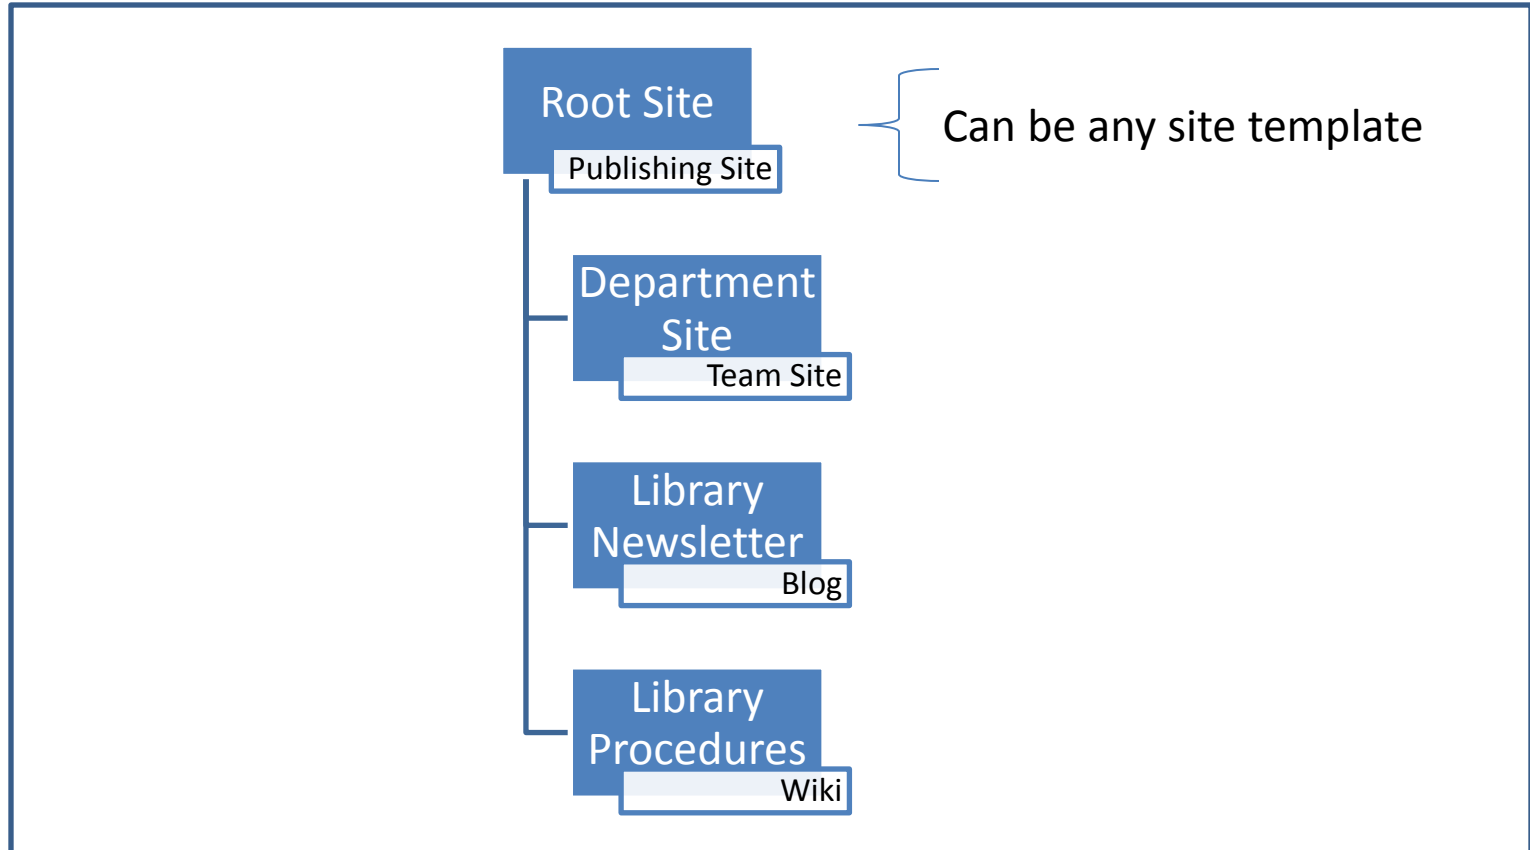 Root Site
Publishing Site
Can be any site template
Department
Site
Team Site
Library
Newsletter
Blog
Library
Procedures
Wiki